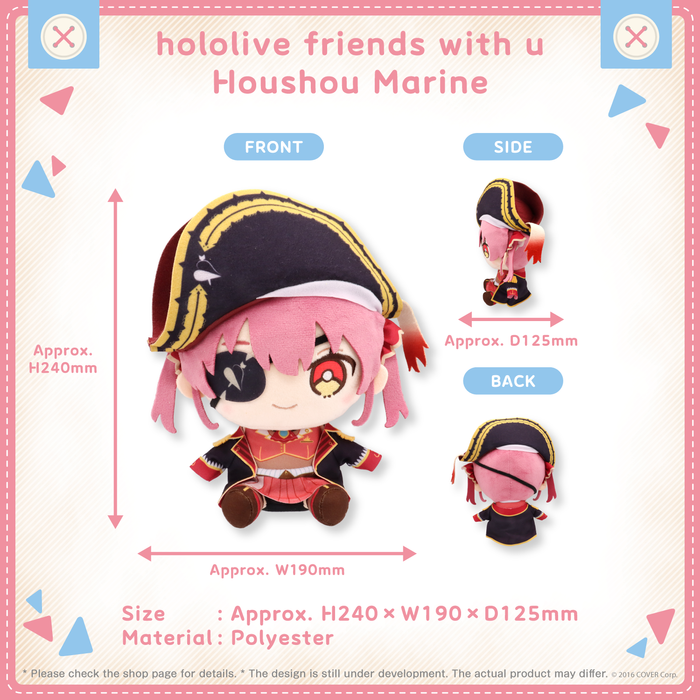 hololive friends with u
Houshou Marine
FRONT
SIDE
Approx.
H240mm
Approx. D125mm
BACK
Approx. W190mm
Size : Approx. H240×W190×D125mm
Material : Polyester
* Please check the shop page for details. * The design is still under development. The actual product may differ. © 2016 COVER Corp.